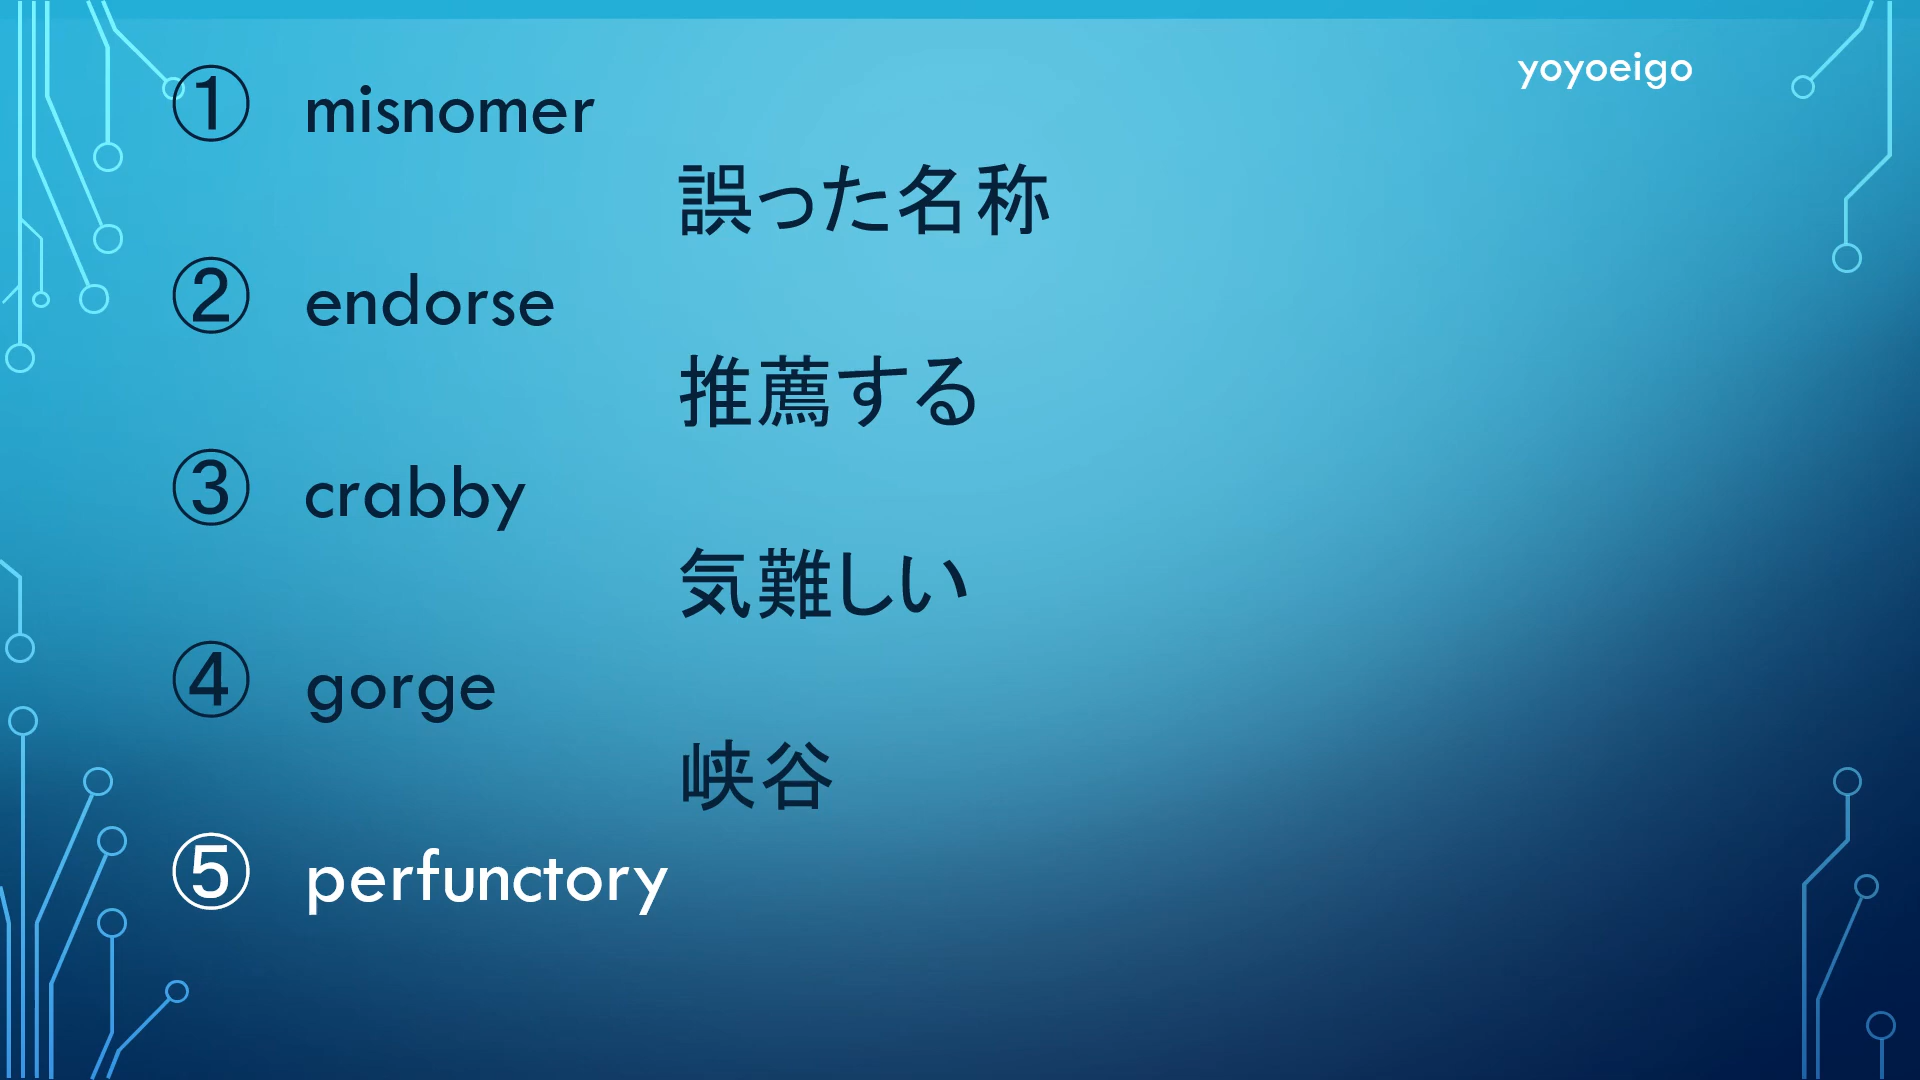 yoyoeigo
① misnomer
誤った名称
② endorse
推薦する
③ crabby
気難しい
④ gorge
峡谷
⑤ perfunctory